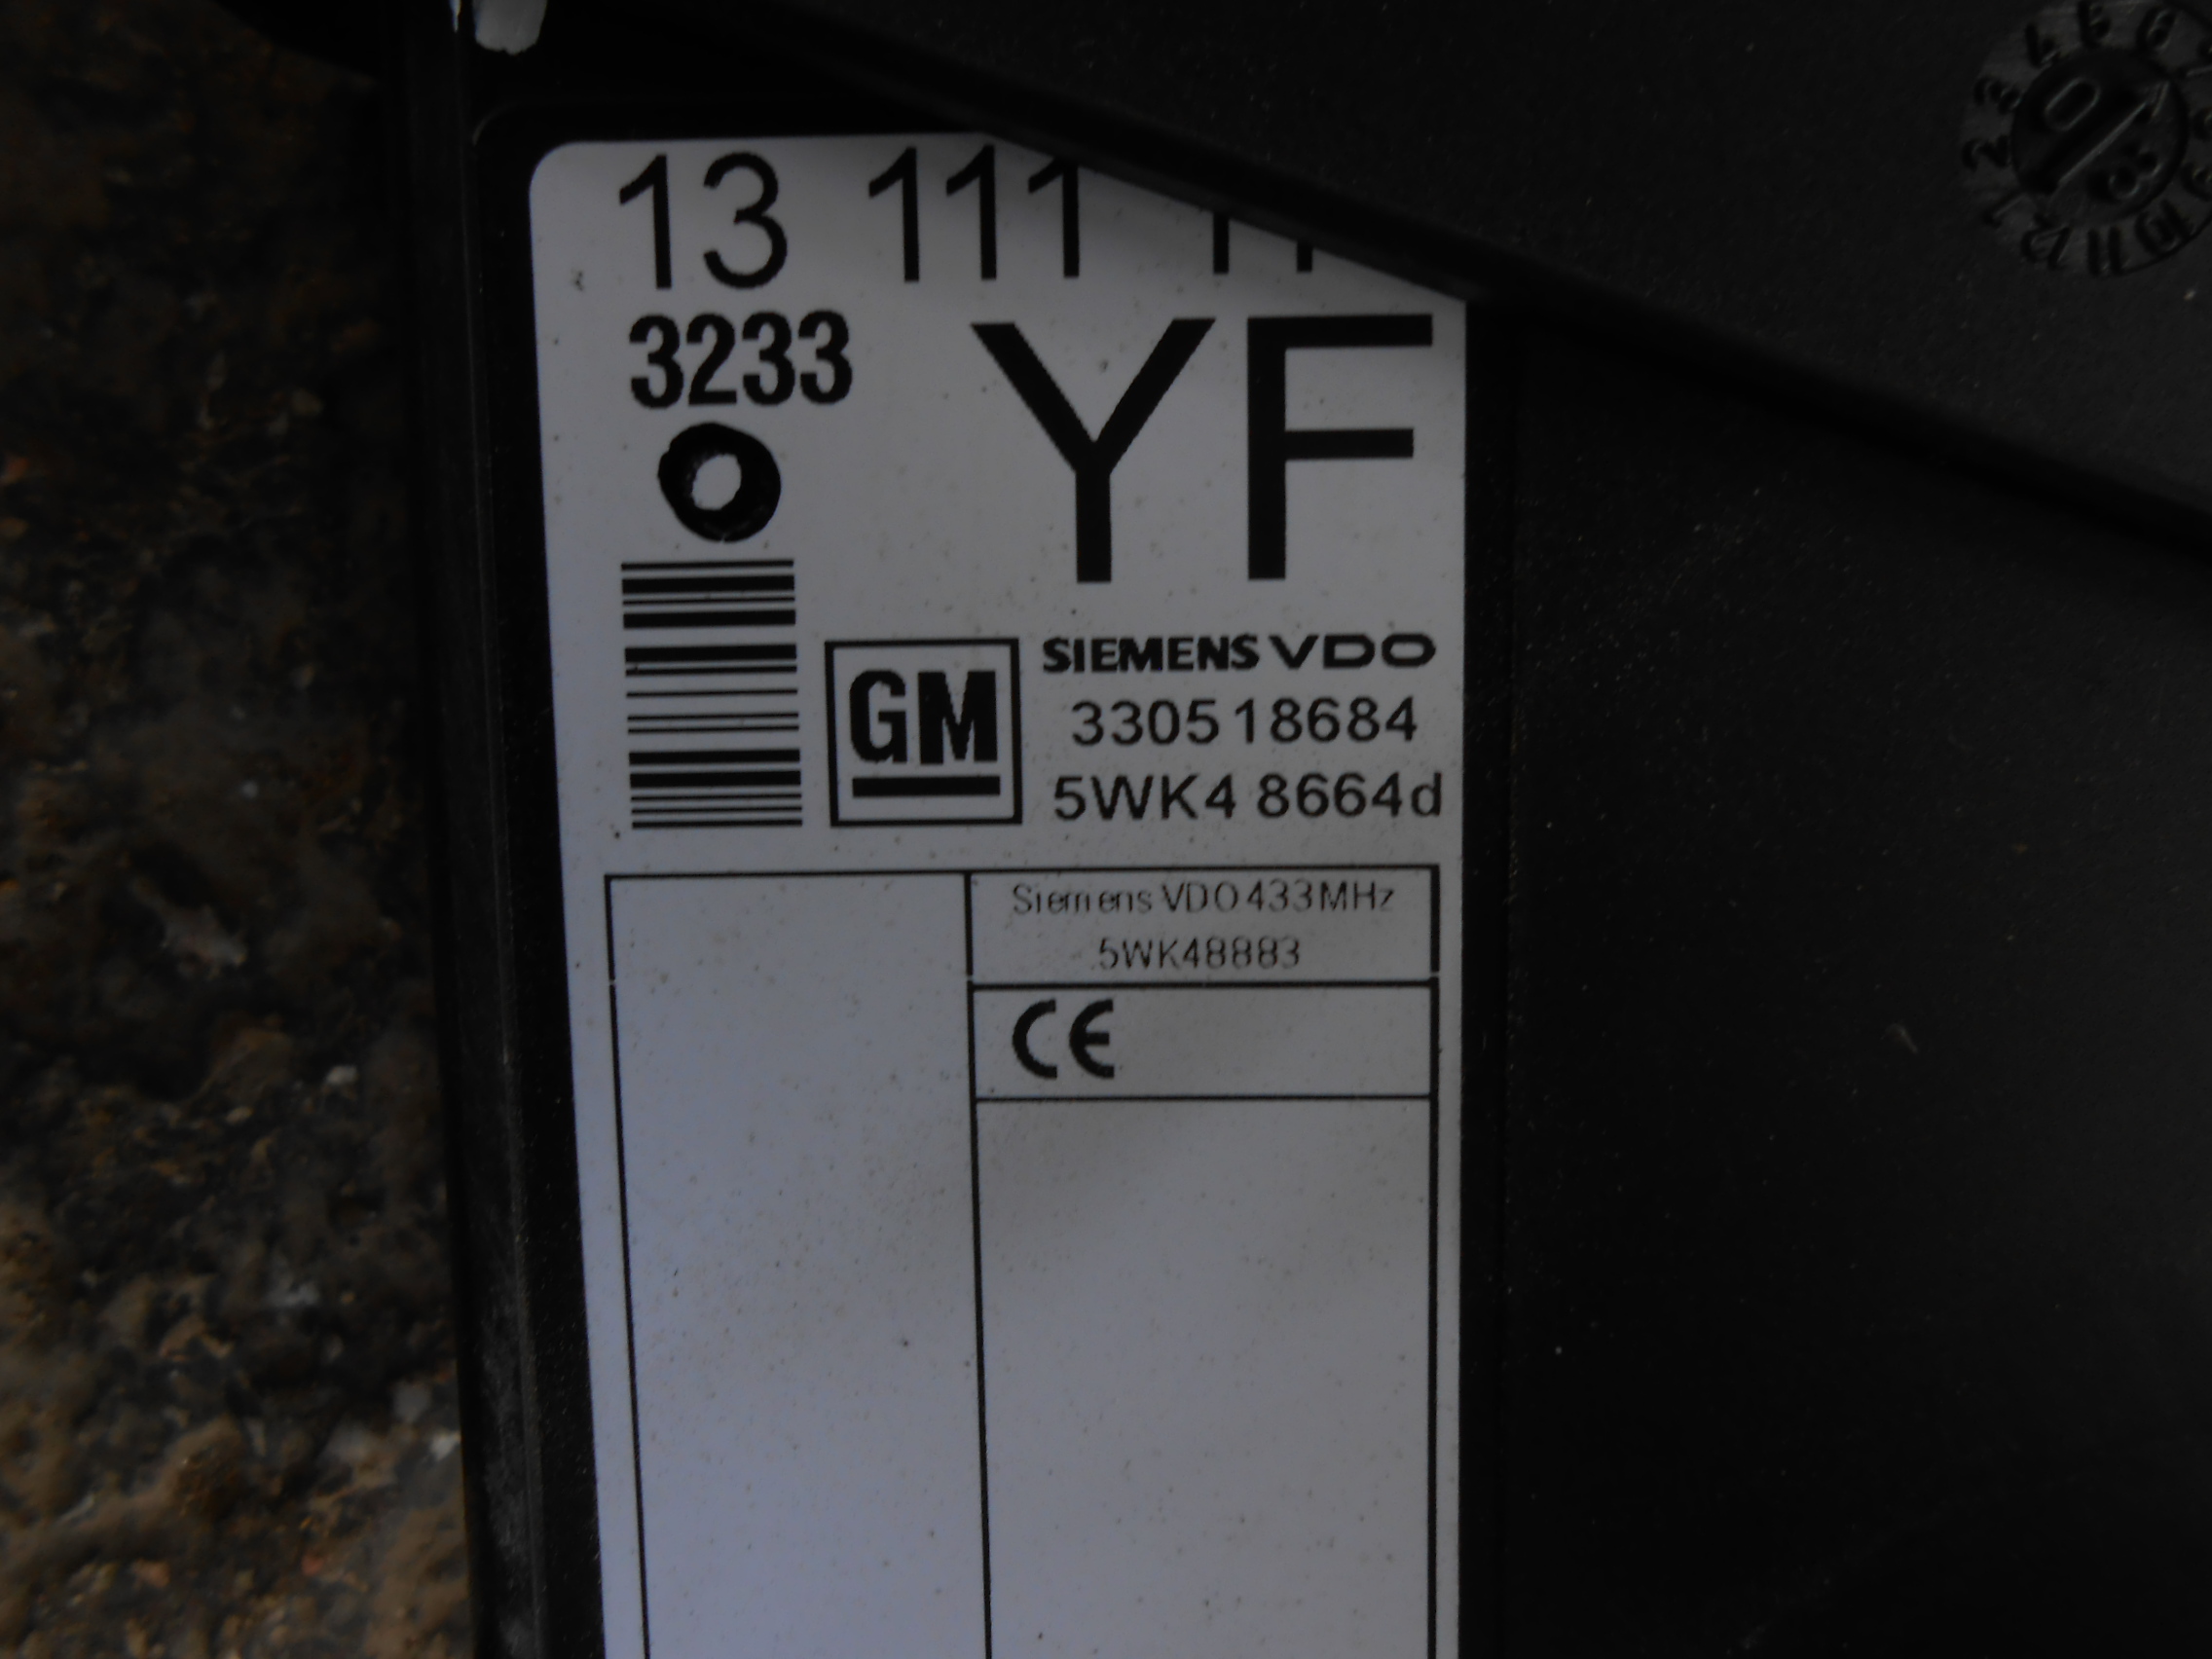 13 111
3233
YF
GM
SIEMENS VDO
330518684
5WK4 8664d
Siemens VDO 433MHz
5WK48883
CE